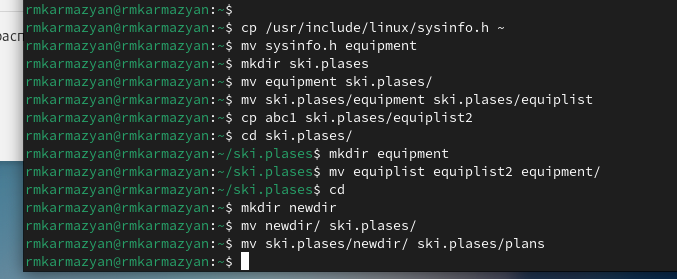 rmkarmazyan@rmkarmazyan:~$
rmkarmazyan@rmkarmazyan:~$ cp /usr/include/linux/sysinfo.h ~
rmkarmazyan@rmkarmazyan:~$ mv sysinfo.h equipment
rmkarmazyan@rmkarmazyan:~$ mkdir ski.plases
rmkarmazyan@rmkarmazyan:~$ mv equipment ski.plases/
rmkarmazyan@rmkarmazyan:~$ mv ski.plases/equipment ski.plases/equiplist
rmkarmazyan@rmkarmazyan:~$ cp abc1 ski.plases/equiplist2
rmkarmazyan@rmkarmazyan:~$ cd ski.plases/
rmkarmazyan@rmkarmazyan:~/ski.plases$ mkdir equipment
rmkarmazyan@rmkarmazyan:~/ski.plases$ mv equiplist equiplist2 equipment/
rmkarmazyan@rmkarmazyan:~/ski.plases$ cd
rmkarmazyan@rmkarmazyan:~$ mkdir newdir
rmkarmazyan@rmkarmazyan:~$ mv newdir/ ski.plases/
rmkarmazyan@rmkarmazyan:~$ mv ski.plases/newdir/ ski.plases/plans
rmkarmazyan@rmkarmazyan:~$